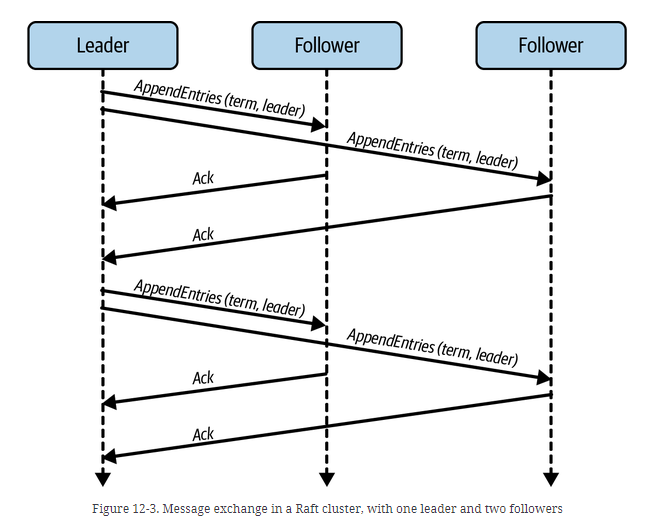 Leader
Follower
Follower
AppendEntries (term, leader)
AppendEntries (term, leader)
Ack
Ack
AppendEntries (term, leader)
AppendEntries (term, leader)
Ack
Ack
Figure 12-3. Message exchange in a Raft cluster, with one leader and two followers